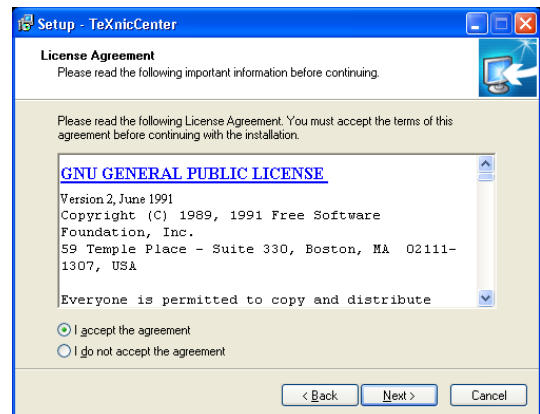 Setup - TeXnicCenter
License Agreement
Please read the following important information before continuing.
Please read the following License Agreement. You must accept the terms of this
agreement before continuing with the installation.
GNU GENERAL PUBLIC LICENSE
Version 2, June 1991
Copyright (C) 1989, 1991 Free Software
Foundation, Inc.
59 Temple Place - Suite 330, Boston, MA  02111-
1307, USA
Everyone is permitted to copy and distribute
I accept the agreement
I do not accept the agreement
< Back
Next >
Cancel